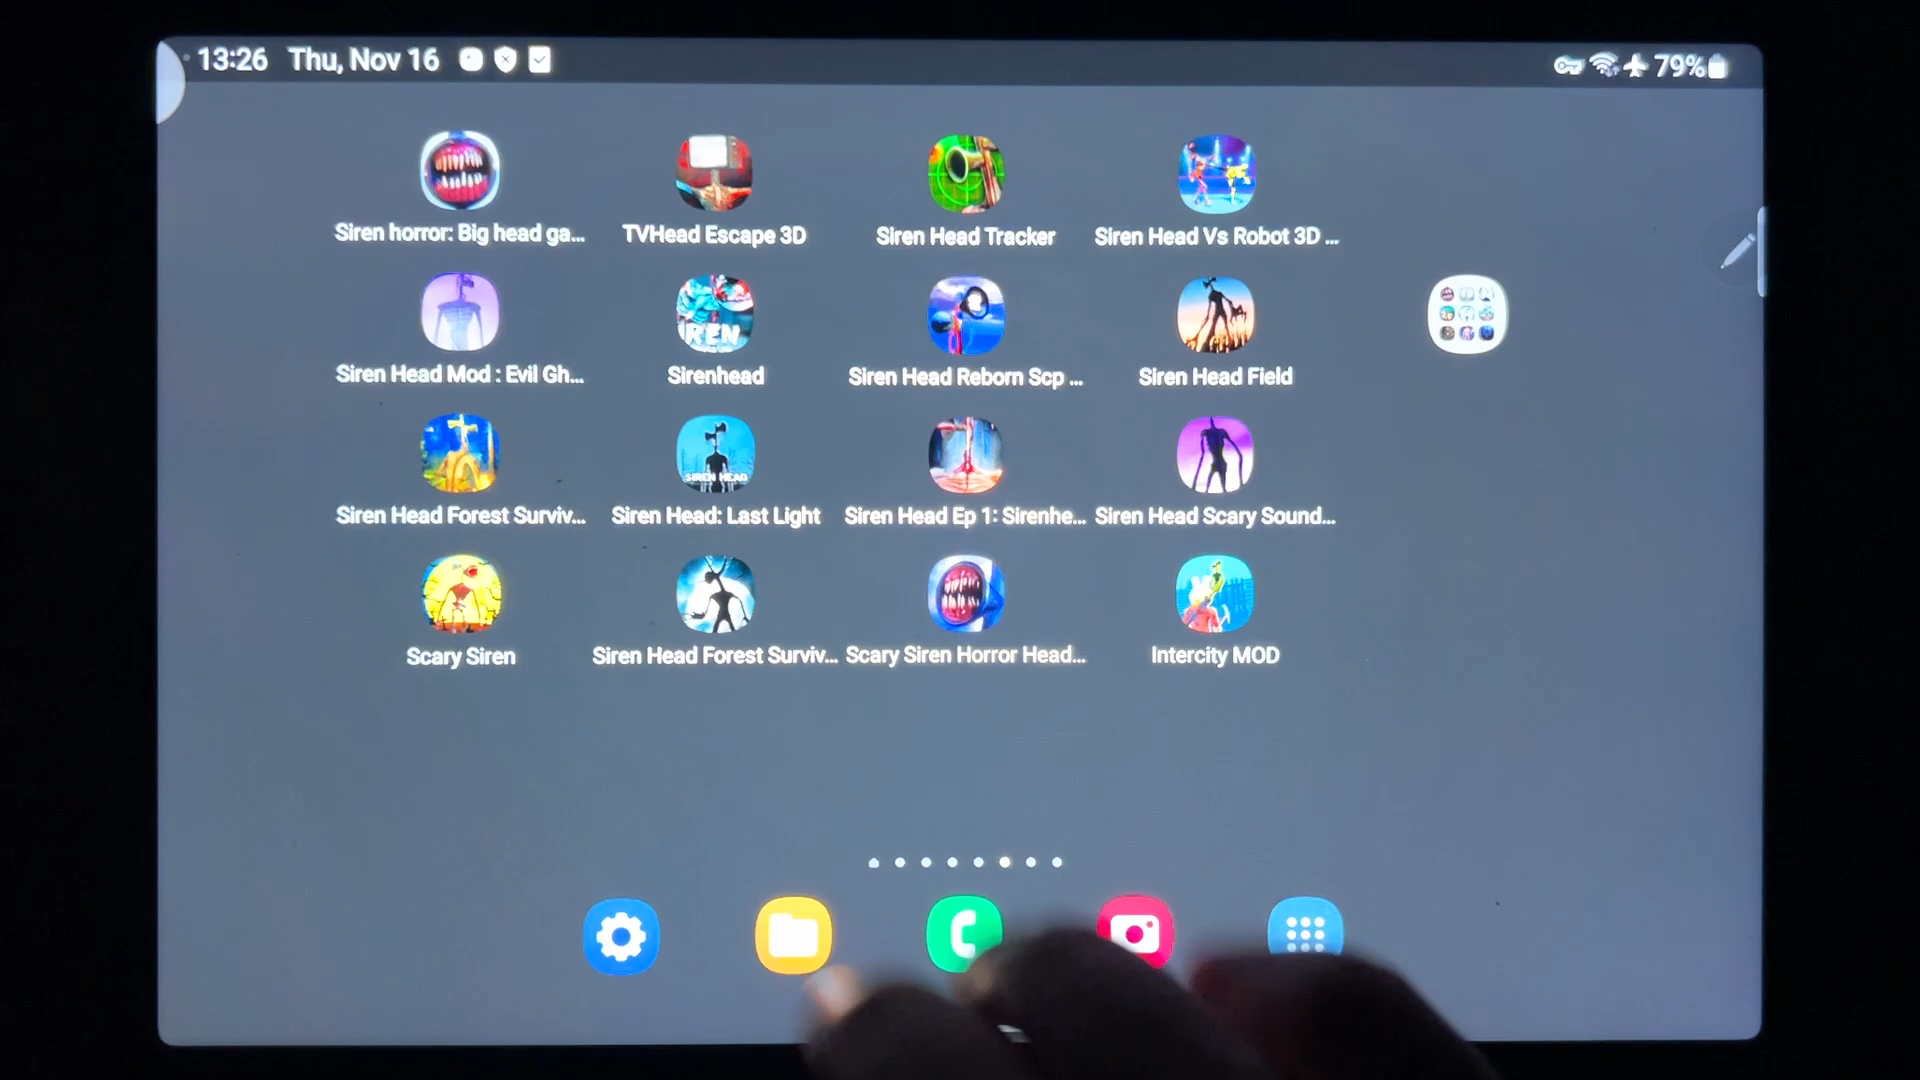 13:26 Thu, Nov 16
79%
Siren horror: Big head ga...
TVHead Escape 3D
Siren Head Tracker
Siren Head Vs Robot 3D ...
Siren Head Mod : Evil Gh...
Sirenhead
Siren Head Reborn Scp ...
Siren Head Field
IREN
Siren Head Forest Surviv...
Siren Head: Last Light
Siren Head Ep 1: Sirenhe...
Siren Head Scary Sound...
SIREN HEAD
Scary Siren
Siren Head Forest Surviv...
Scary Siren Horror Head...
Intercity MOD